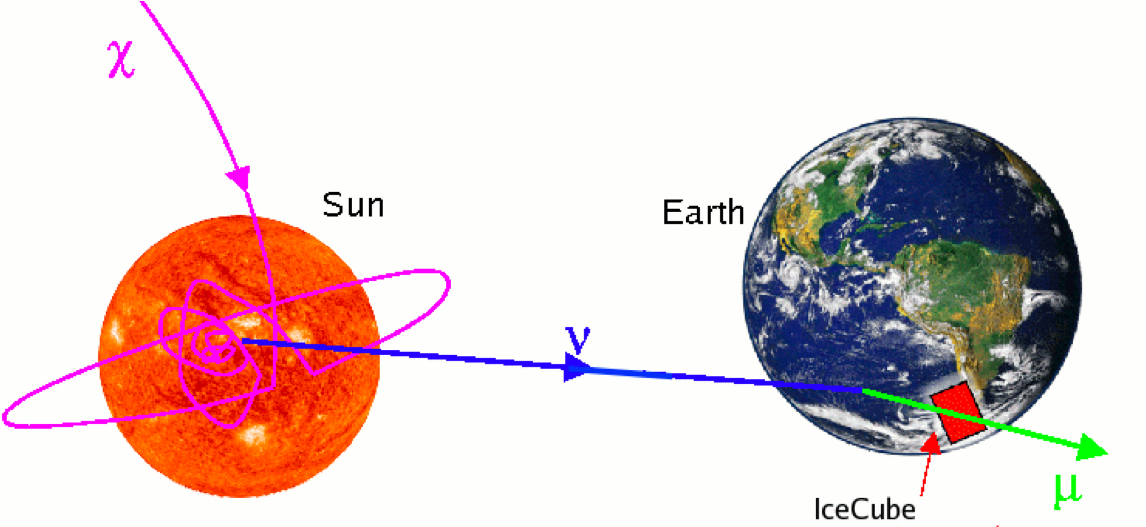 χ
Sun
Earth
ν
IceCube
μ